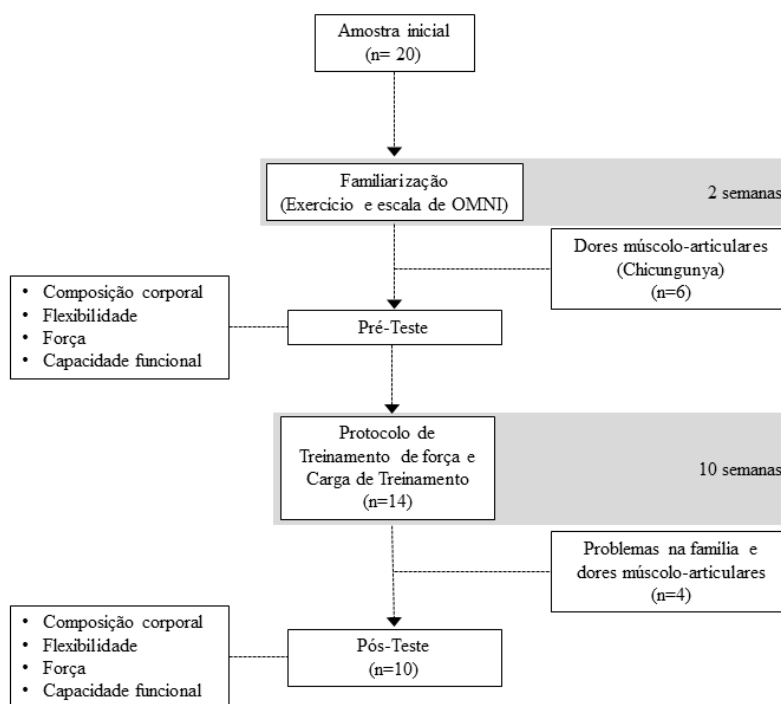 Amostra inicial
(n= 20)
Familiarização
(Exercício e escala de OMNI)
2 semanas
Dores músculo-articulares
(Chicungunya)
(n=6)
• Composição corporal
• Flexibilidade
• Força
• Capacidade funcional
Pré-Teste
Protocolo de
Treinamento de força e
Carga de Treinamento
(n=14)
10 semanas
Problemas na família e
dores músculo-articulares
(n=4)
• Composição corporal
• Flexibilidade
• Força
• Capacidade funcional
Pós-Teste
(n=10)